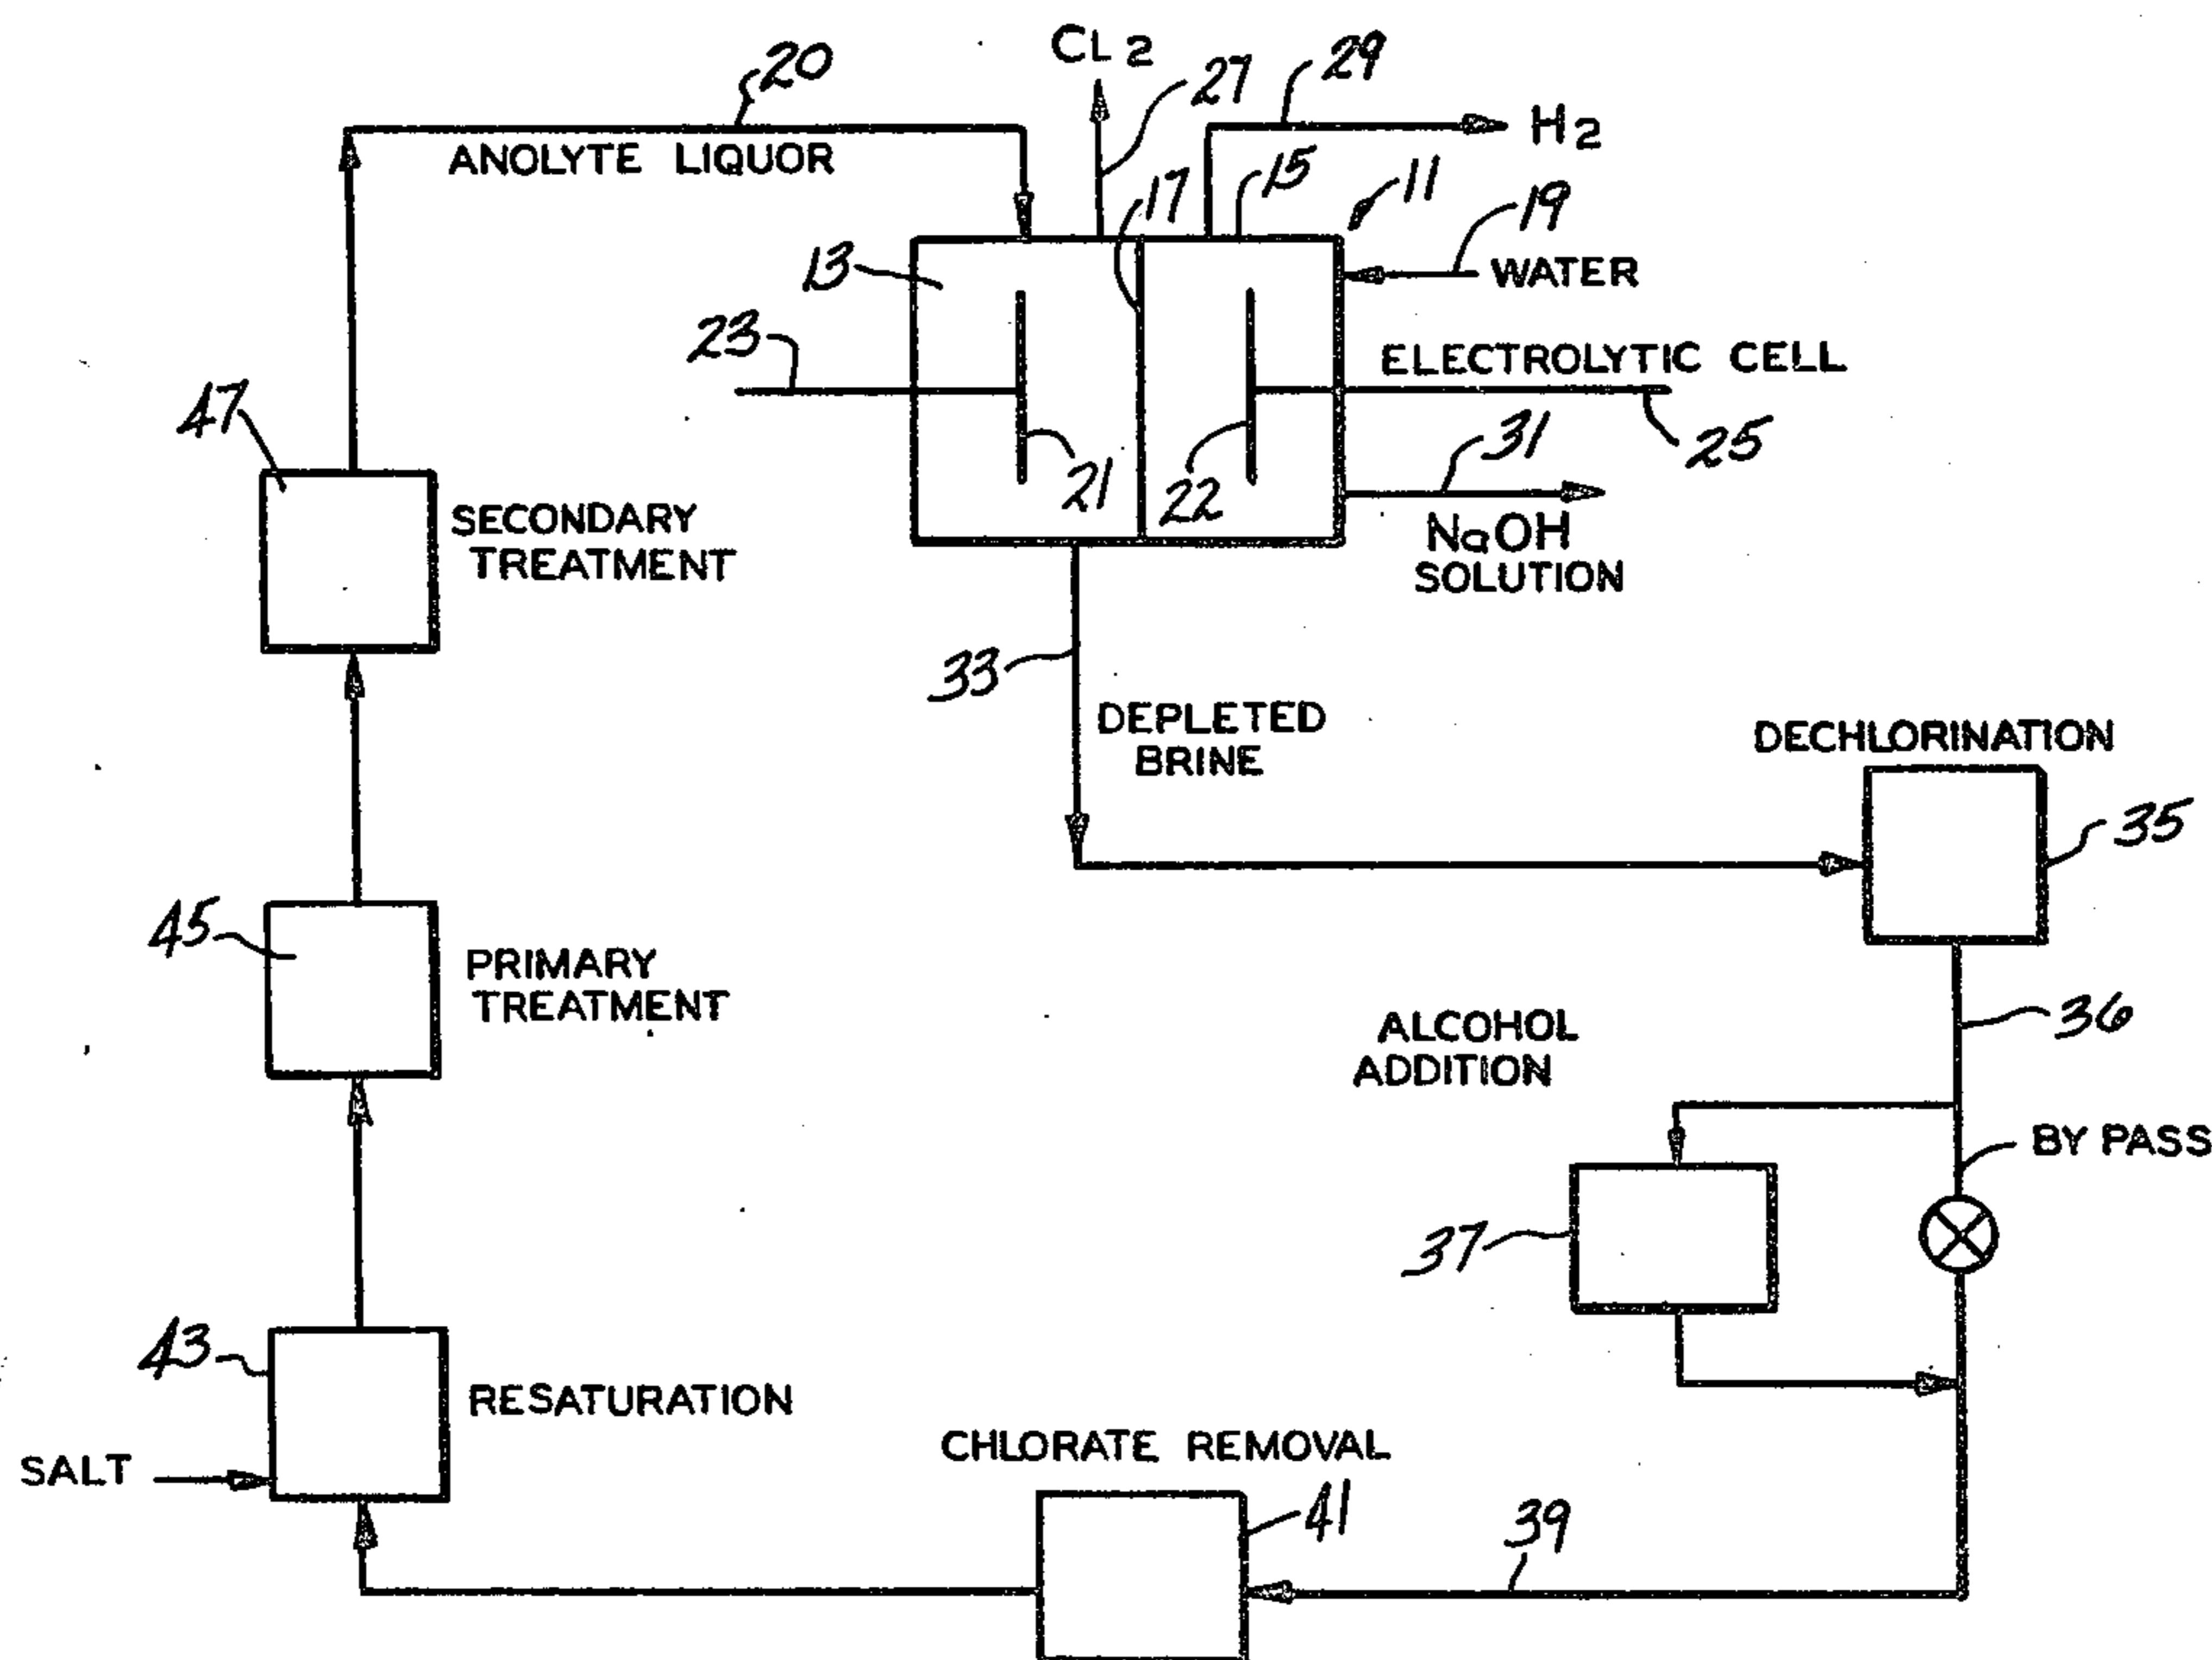 CL2
20
27
29
H2
ANOLYTE LIQUOR
17
15
11
19
13
WATER
23
ELECTROLYTIC CELL
47
21
22
31
25
SECONDARY
TREATMENT
NaOH
SOLUTION
33
DEPLETED
BRINE
DECHLORINATION
35
45
PRIMARY
TREATMENT
36
ALCOHOL
ADDITION
BY PASS
37
43
RESATURATION
SALT
CHLORATE REMOVAL
41
39